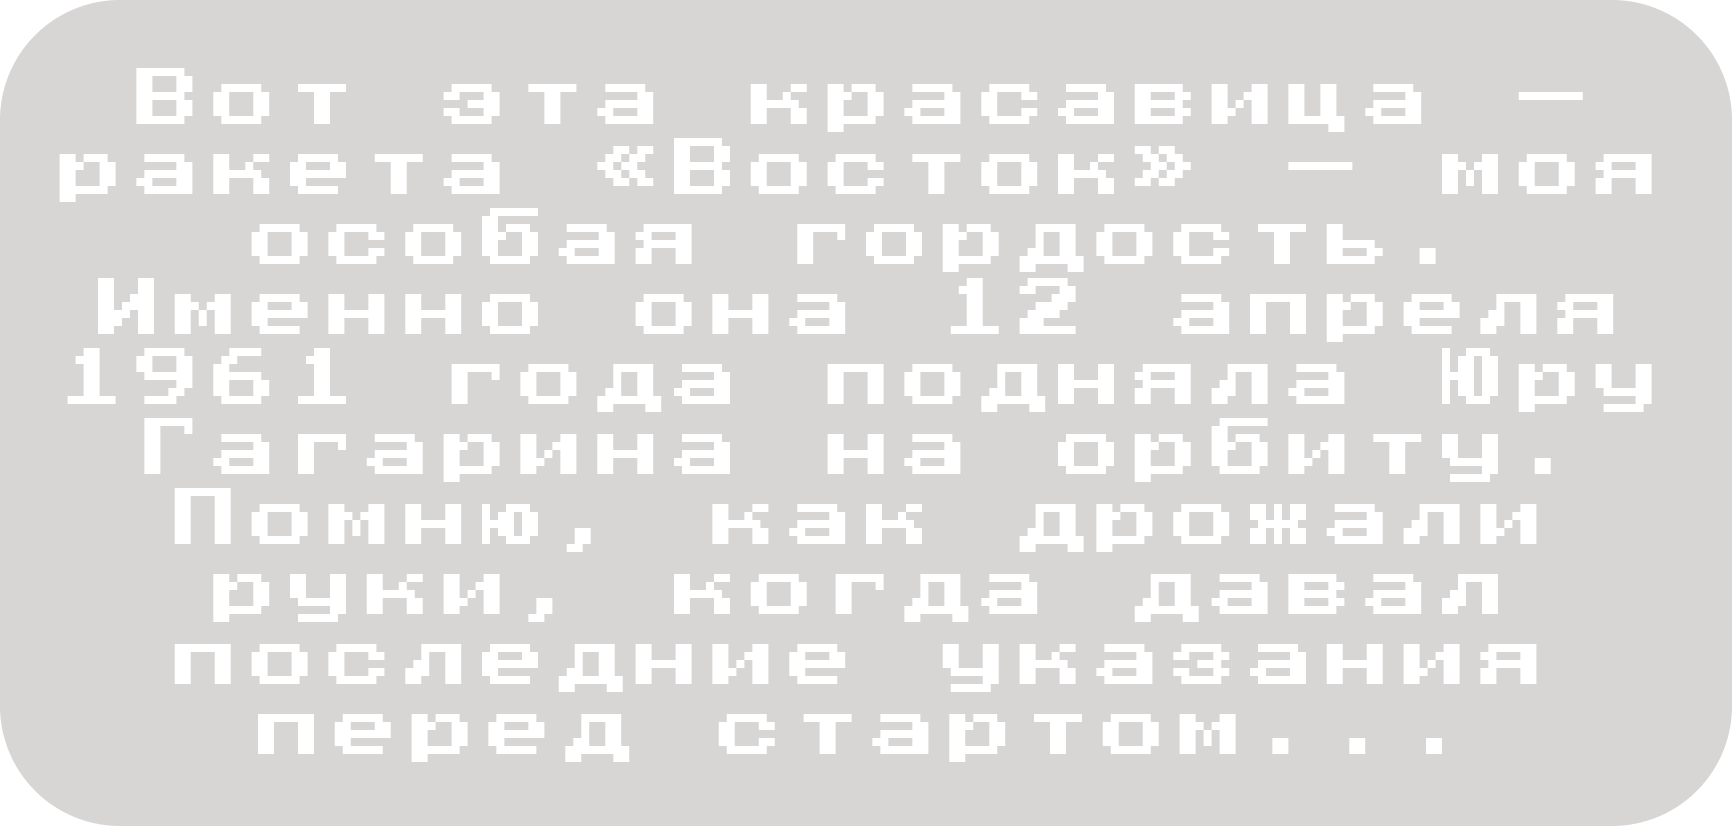 Вот эта красавица —
ракета «Восток» — моя
особая гордость.
Именно она 12 апреля
1961 года подняла Юру
Гагарина на орбиту.
Помню, как дрожали
руки, когда давал
последние указания
перед стартом...